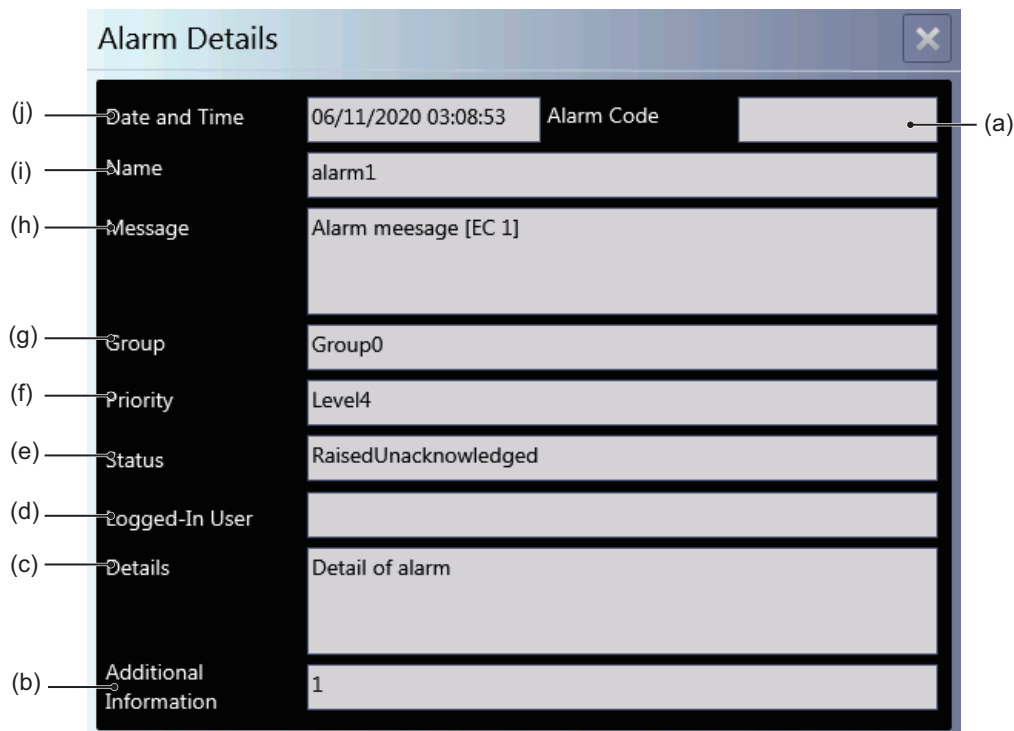 Alarm Details
(j) Date and Time 06/11/2020 03:08:53 Alarm Code (a)
(i) Name alarm1
(h) Message Alarm meesage [EC 1]
(g) Group Group0
(f) Priority Level4
(e) Status RaisedUnacknowledged
(d) Logged-In User
(c) Details Detail of alarm
(b) Additional
Information 1